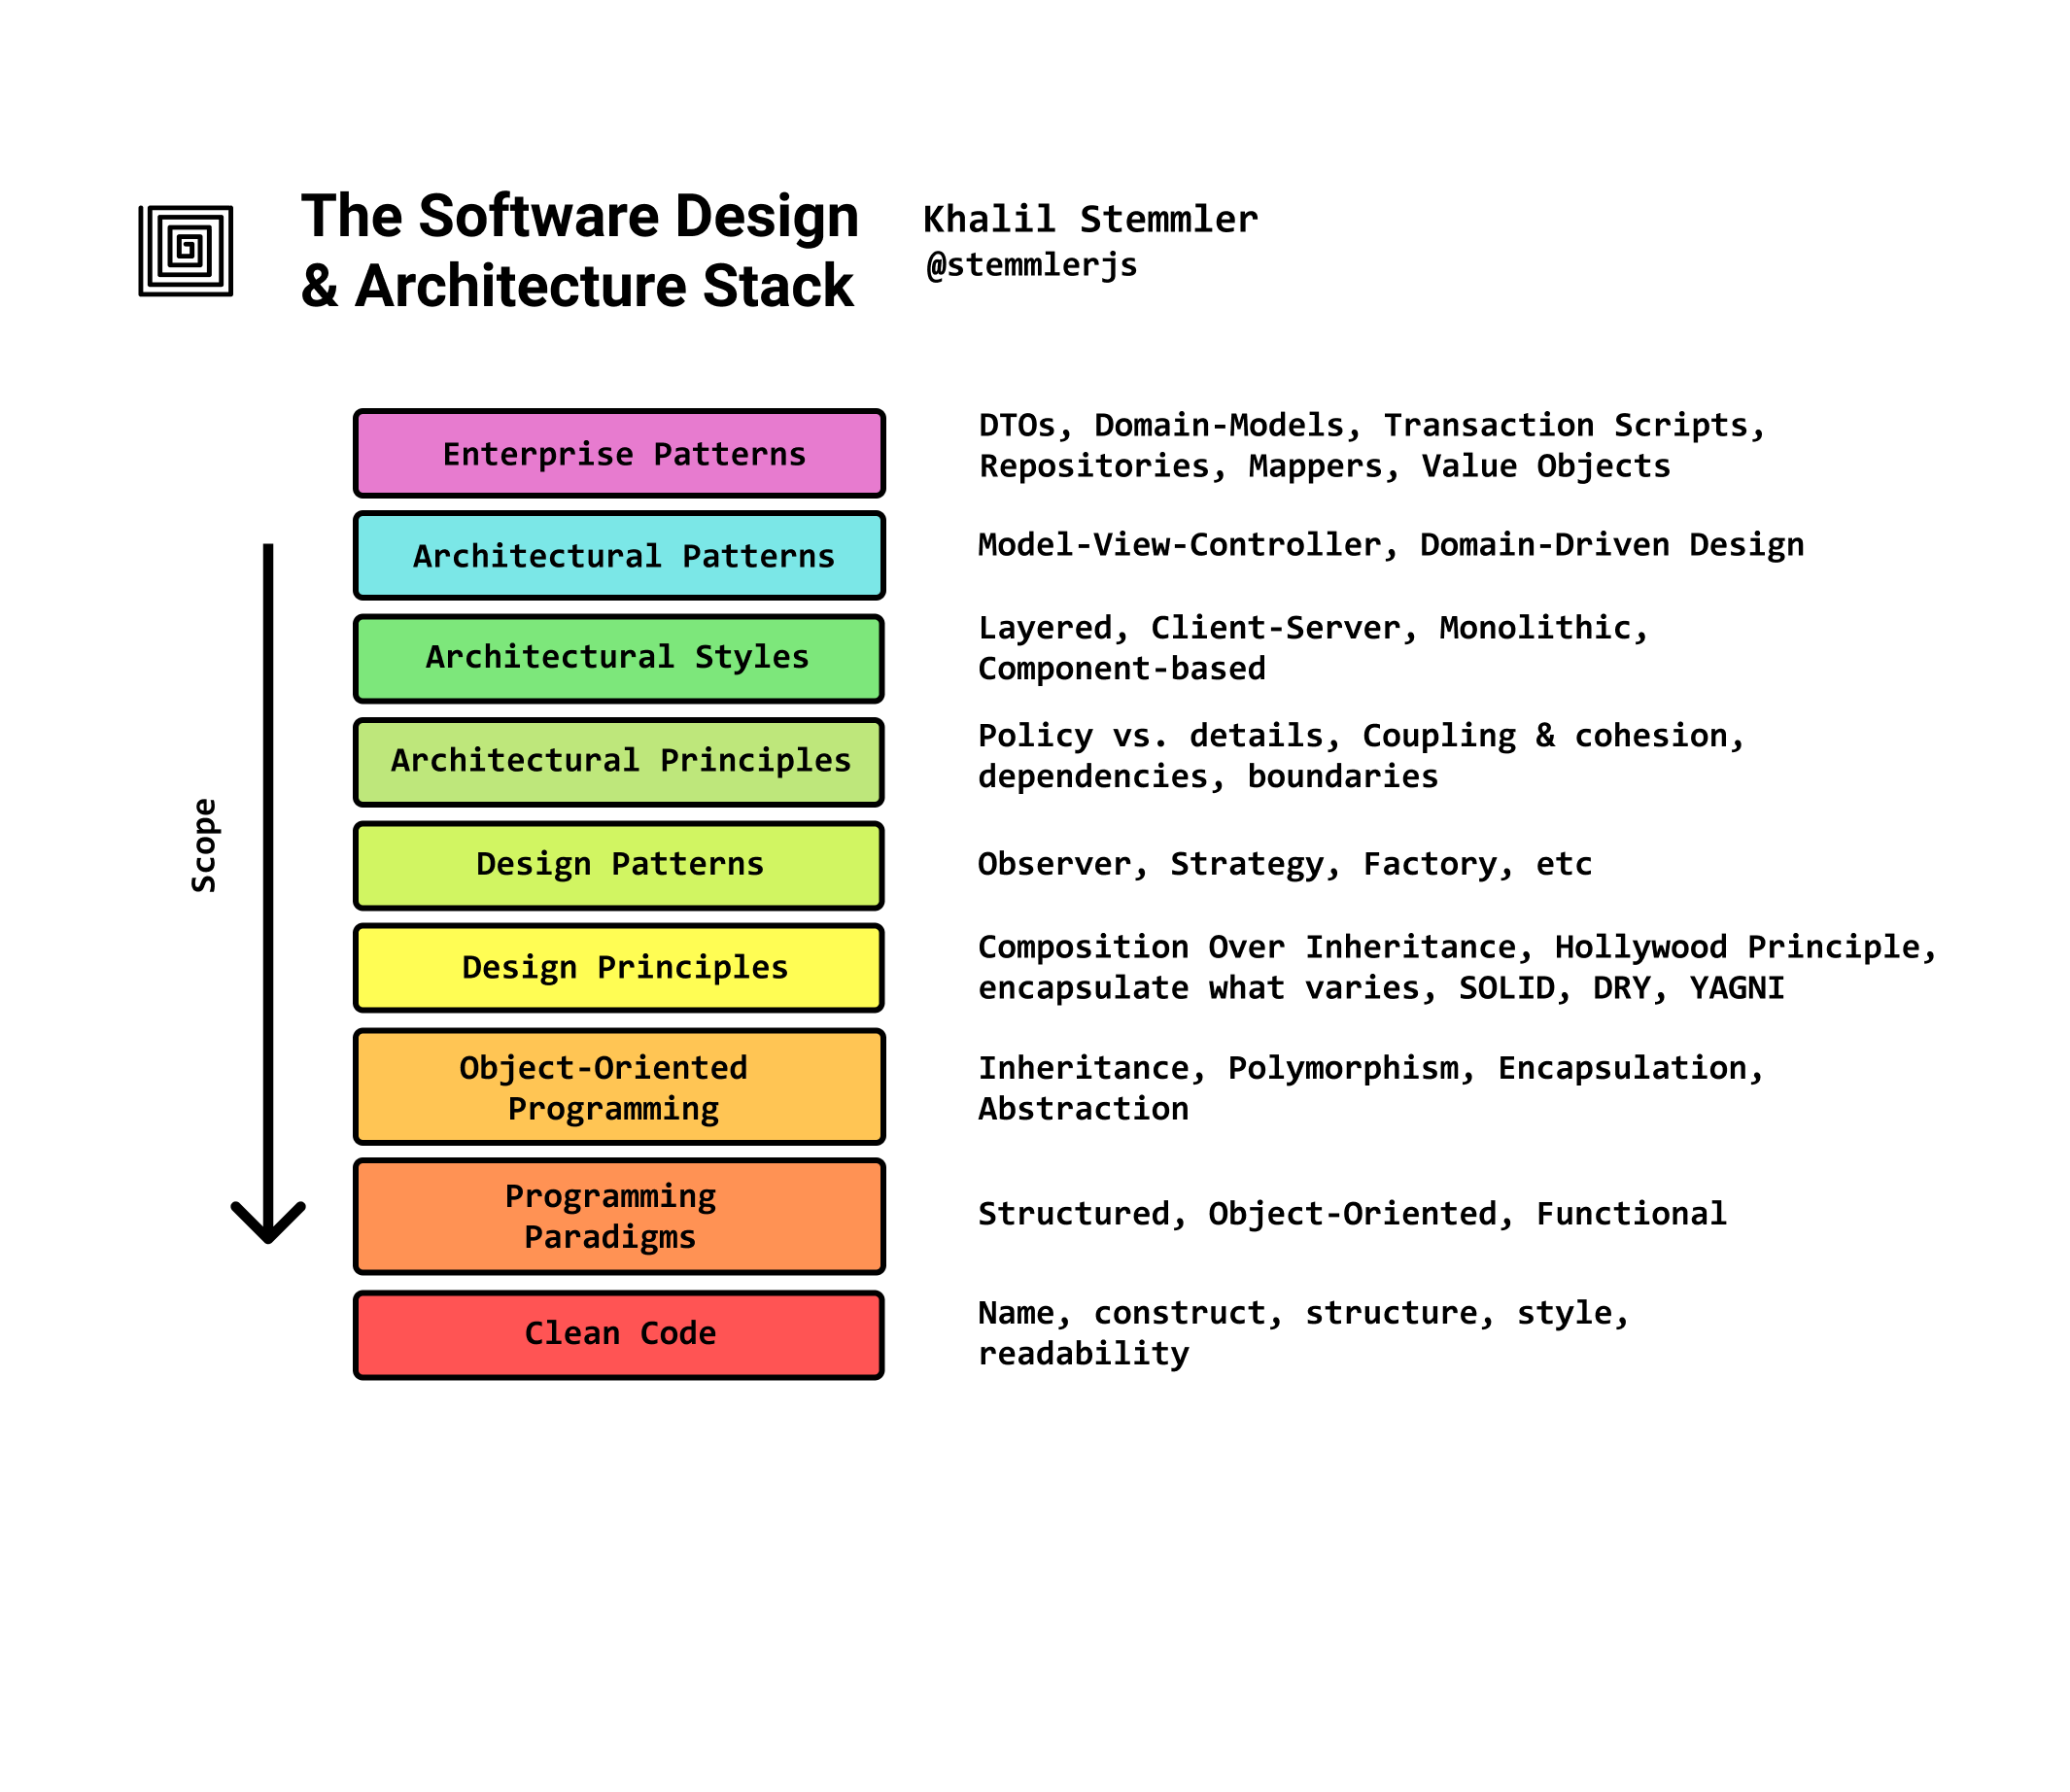 The Software Design
& Architecture Stack
Khalil Stemmler
@stemmlerjs
Scope
Enterprise Patterns
DTOs, Domain-Models, Transaction Scripts,
Repositories, Mappers, Value Objects
Architectural Patterns
Model-View-Controller, Domain-Driven Design
Architectural Styles
Layered, Client-Server, Monolithic,
Component-based
Architectural Principles
Policy vs. details, Coupling & cohesion,
dependencies, boundaries
Design Patterns
Observer, Strategy, Factory, etc
Design Principles
Composition Over Inheritance, Hollywood Principle,
encapsulate what varies, SOLID, DRY, YAGNI
Object-Oriented
Programming
Inheritance, Polymorphism, Encapsulation,
Abstraction
Programming
Paradigms
Structured, Object-Oriented, Functional
Clean Code
Name, construct, structure, style,
readability